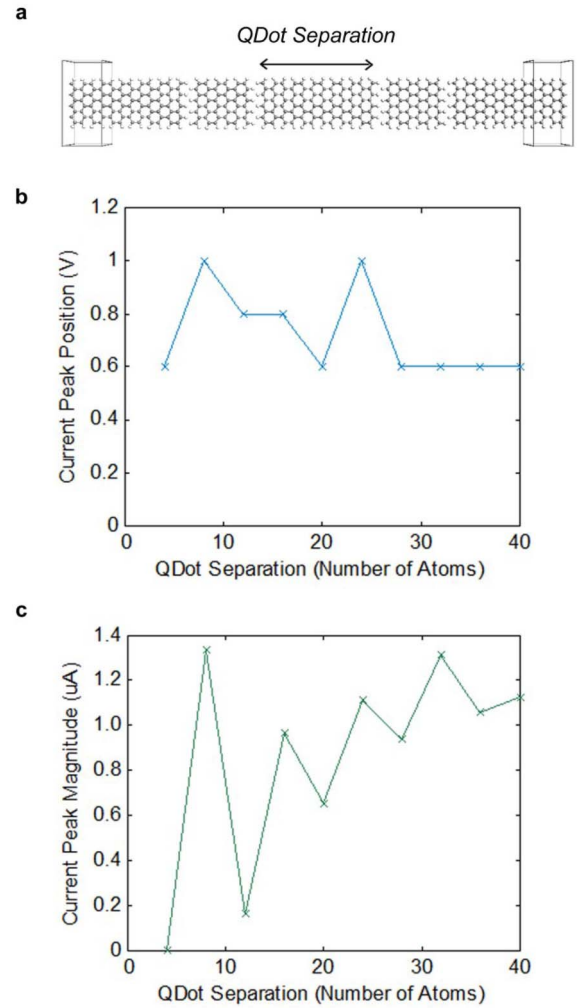 a
QDot Separation
b
1.2
1
0.8
0.6
0.4
0.2
0
0 10 20 30 40
Current Peak Position (V)
QDot Separation (Number of Atoms)
c
1.4
1.2
1.0
0.8
0.6
0.4
0.2
0
0 10 20 30 40
Current Peak Magnitude (uA)
QDot Separation (Number of Atoms)